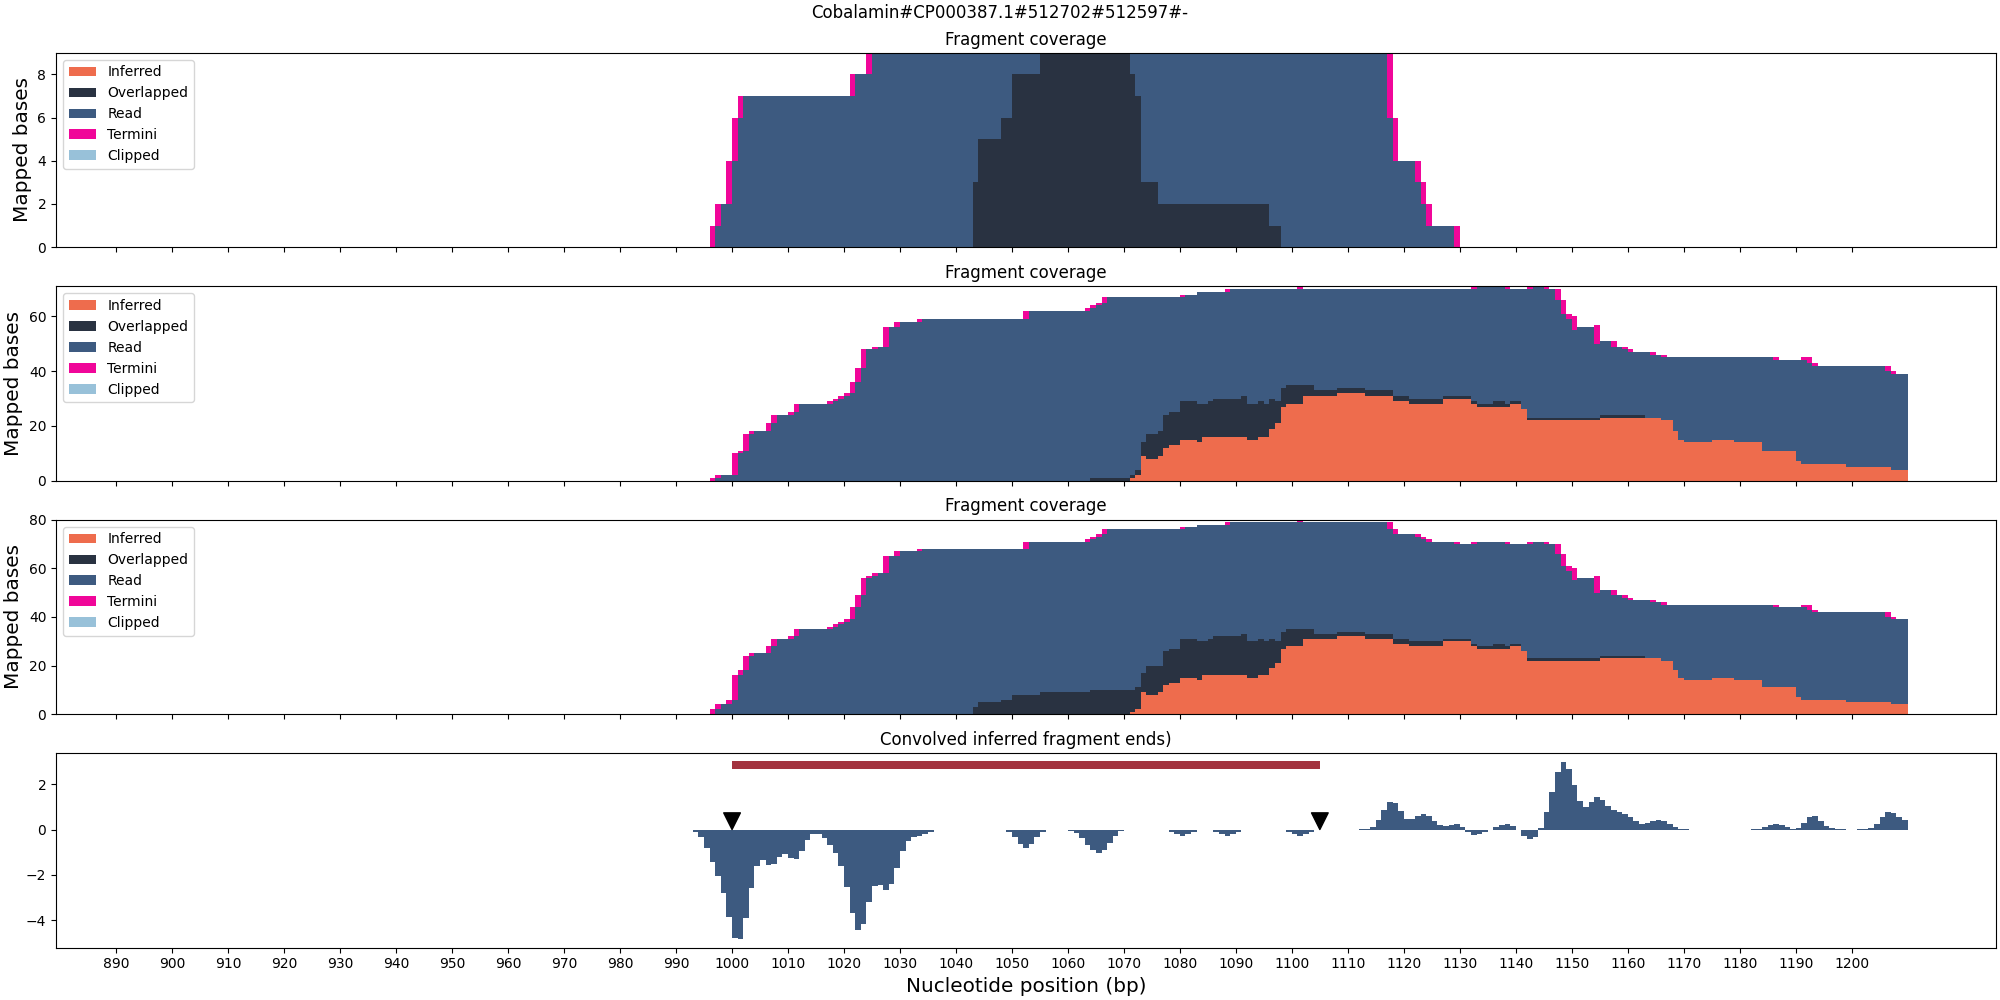 Cobalamin#CP000387.1#512702#512597#-
Fragment coverage
Mapped bases
8
6
4
2
0
Inferred
Overlapped
Read
Termini
Clipped
Fragment coverage
Mapped bases
60
40
20
0
Inferred
Overlapped
Read
Termini
Clipped
Fragment coverage
Mapped bases
80
60
40
20
0
Inferred
Overlapped
Read
Termini
Clipped
Convolved inferred fragment ends)
2
0
−2
−4
890 900 910 920 930 940 950 960 970 980 990 1000 1010 1020 1030 1040 1050 1060 1070 1080 1090 1100 1110 1120 1130 1140 1150 1160 1170 1180 1190 1200
Nucleotide position (bp)